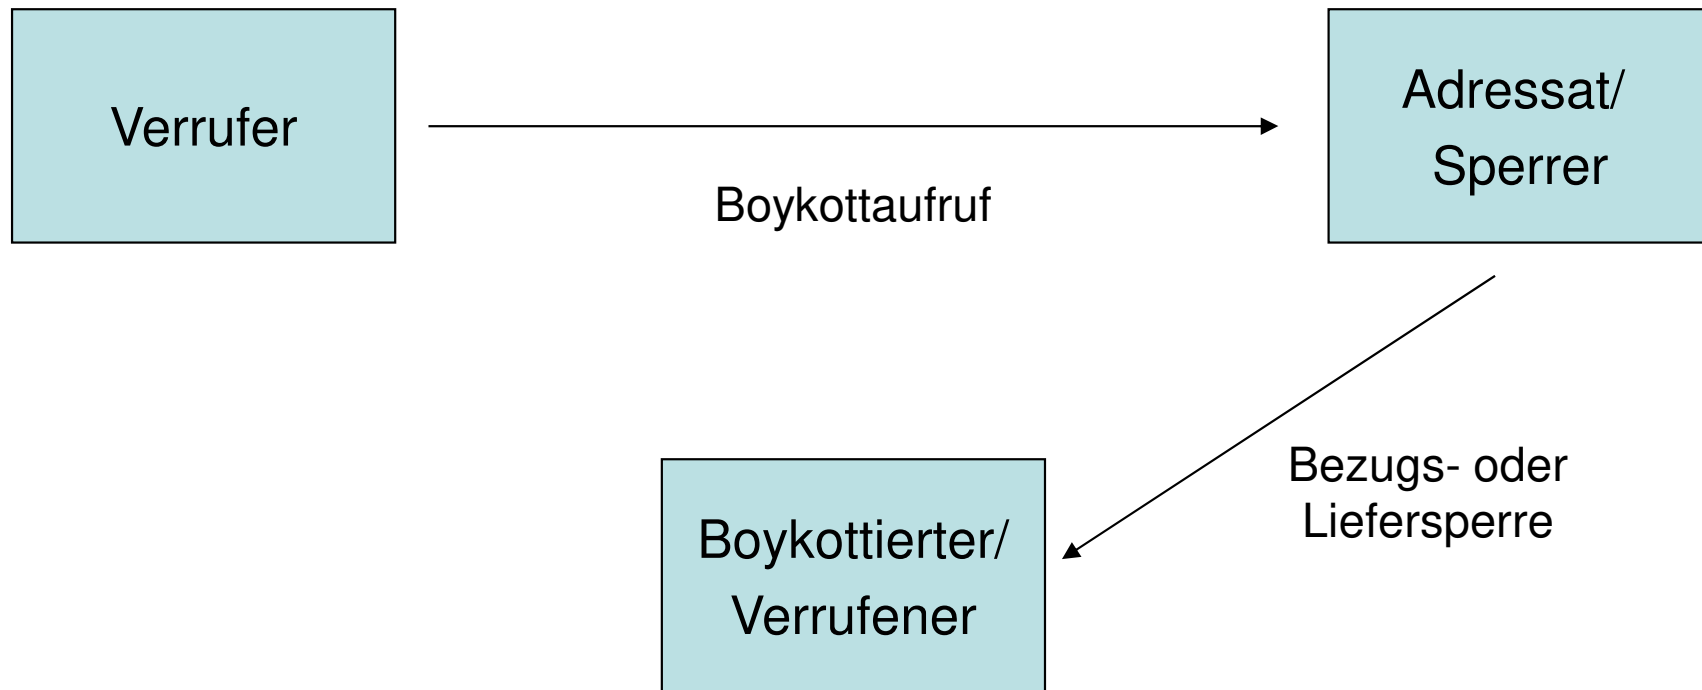 Verrufer
Boykottaufruf
Adressat/
Sperrer
Bezugs- oder
Liefersperre
Boykottierter/
Verrufener